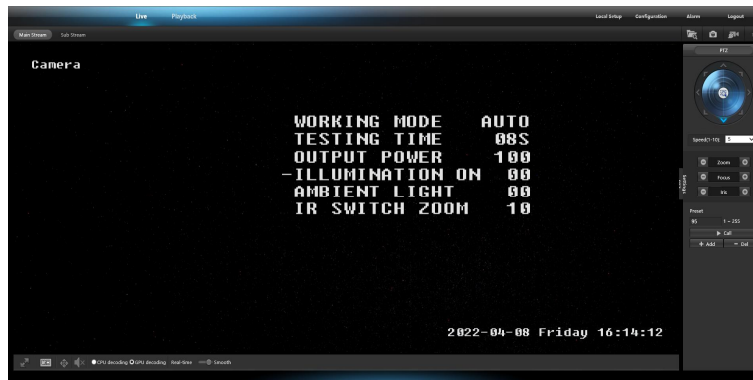 Live Playback Local Setup Configuration Alarm Logout
Main Stream Sub Stream
PTZ
Camera
WORKING MODE AUTO
TESTING TIME 08S
OUTPUT POWER 100
-ILLUMINATION ON 00
AMBIENT LIGHT 00
IR SWITCH ZOOM 10
Speed(1-10): 5
Zoom
Focus
Iris
Preset
95 1 ~ 255
Call
Add Del
2022-04-08 Friday 16:14:12
CPU decoding GPU decoding Real-time Smooth